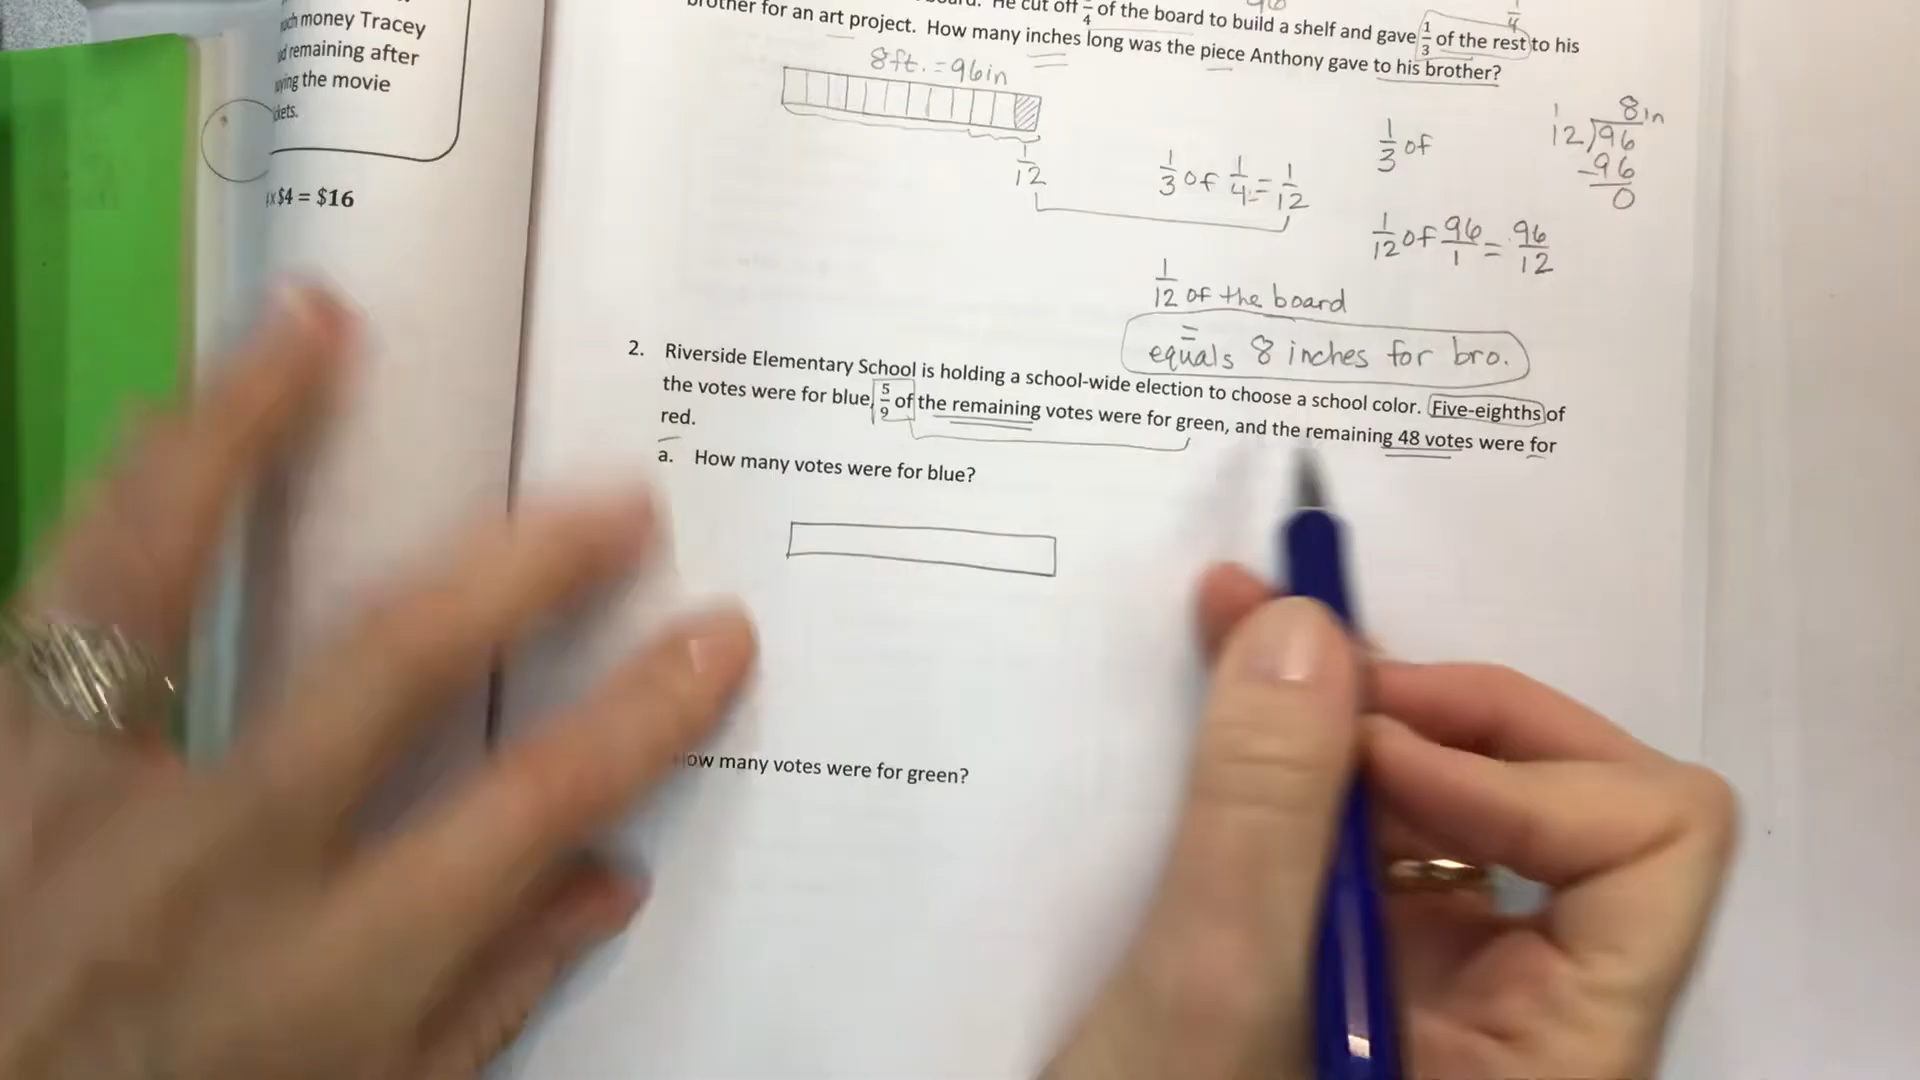 money Tracey
remaining after
the movie
x $4 = $16
He cut off of the board to build a shelf and gave 1/3 of the rest to his
brother for an art project. How many inches long was the piece Anthony gave to his brother?
8ft. = 96in
1/12
1/3 of 1/4 = 1/12
1/3 of
8in
12)96
-96
0
1/12 of 96/1 = 96/12
1/12 of the board
=
equals 8 inches for bro.
2. Riverside Elementary School is holding a school-wide election to choose a school color. Five-eighths of
the votes were for blue, 5/9 of the remaining votes were for green, and the remaining 48 votes were for
red.
a. How many votes were for blue?
How many votes were for green?